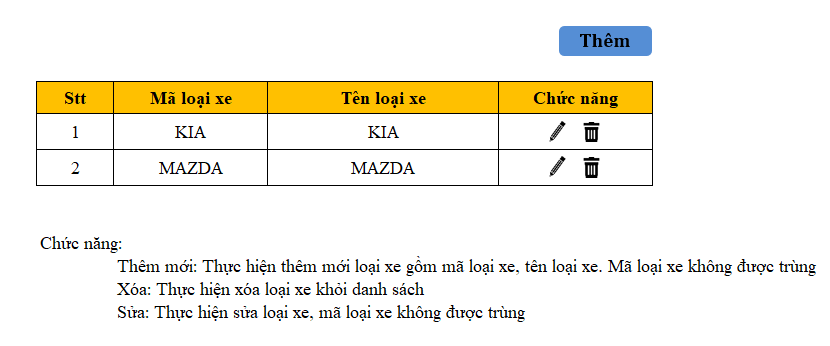 Thêm
Stt Mã loại xe Tên loại xe Chức năng
1 KIA KIA
2 MAZDA MAZDA
Chức năng:
Thêm mới: Thực hiện thêm mới loại xe gồm mã loại xe, tên loại xe. Mã loại xe không được trùng
Xóa: Thực hiện xóa loại xe khỏi danh sách
Sửa: Thực hiện sửa loại xe, mã loại xe không được trùng